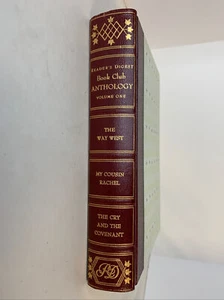 READER'S DIGEST
Book Club
ANTHOLOGY
VOLUME ONE
THE
WAY WEST
MY COUSIN
RACHEL
THE CRY
AND THE
COVENANT
RD